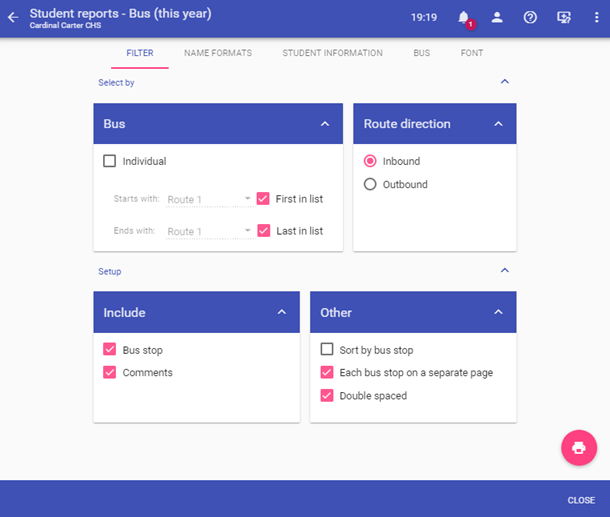 Student reports - Bus (this year)
Cardinal Carter CHS
19:19
1
FILTER
NAME FORMATS
STUDENT INFORMATION
BUS
FONT
Select by
Bus
Route direction
Individual
Inbound
Outbound
Starts with: Route 1 First in list
Ends with: Route 1 Last in list
Setup
Include
Other
Bus stop
Comments
Sort by bus stop
Each bus stop on a separate page
Double spaced
CLOSE